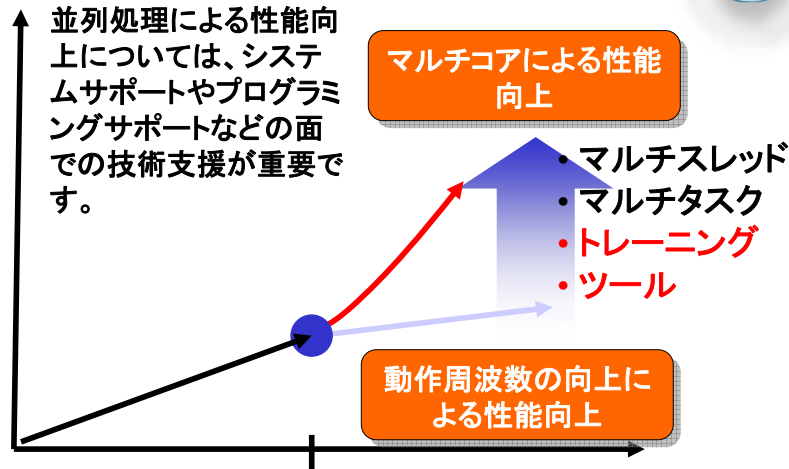 並列処理による性能向
上については、システ
ムサポートやプログラミ
ングサポートなどの面
での技術支援が重要で
す。
マルチコアによる性能
向上
•マルチスレッド
•マルチタスク
•トレーニング
•ツール
動作周波数の向上に
よる性能向上